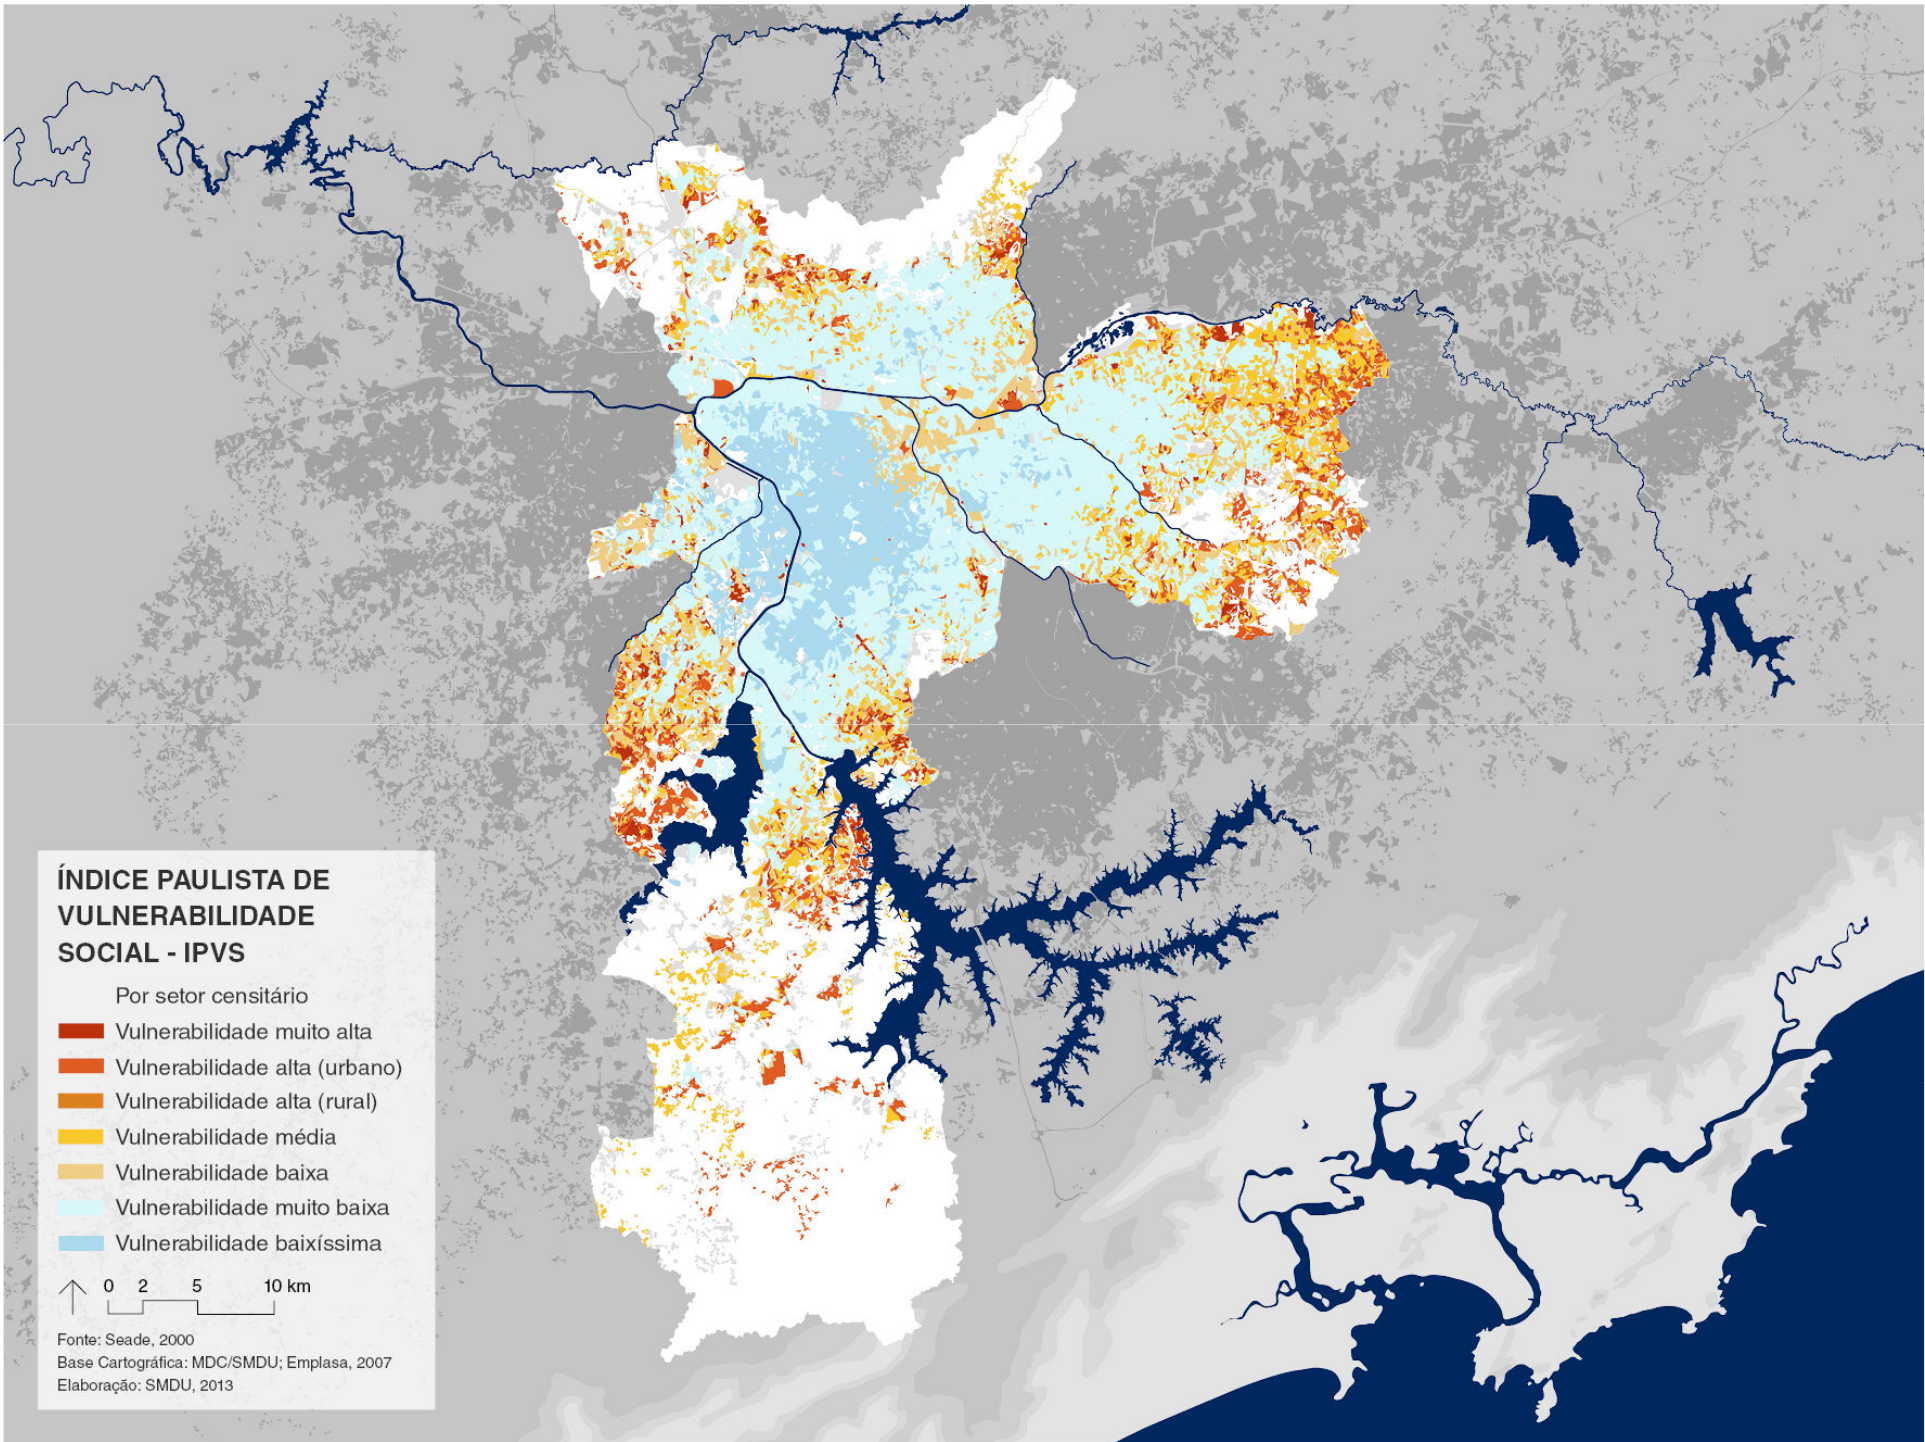 ÍNDICE PAULISTA DE
VULNERABILIDADE
SOCIAL - IPVS
Por setor censitário
Vulnerabilidade muito alta
Vulnerabilidade alta (urbano)
Vulnerabilidade alta (rural)
Vulnerabilidade média
Vulnerabilidade baixa
Vulnerabilidade muito baixa
Vulnerabilidade baixíssima
0 2 5 10 km
Fonte: Seade, 2000
Base Cartográfica: MDC/SMDU; Emplasa, 2007
Elaboração: SMDU, 2013